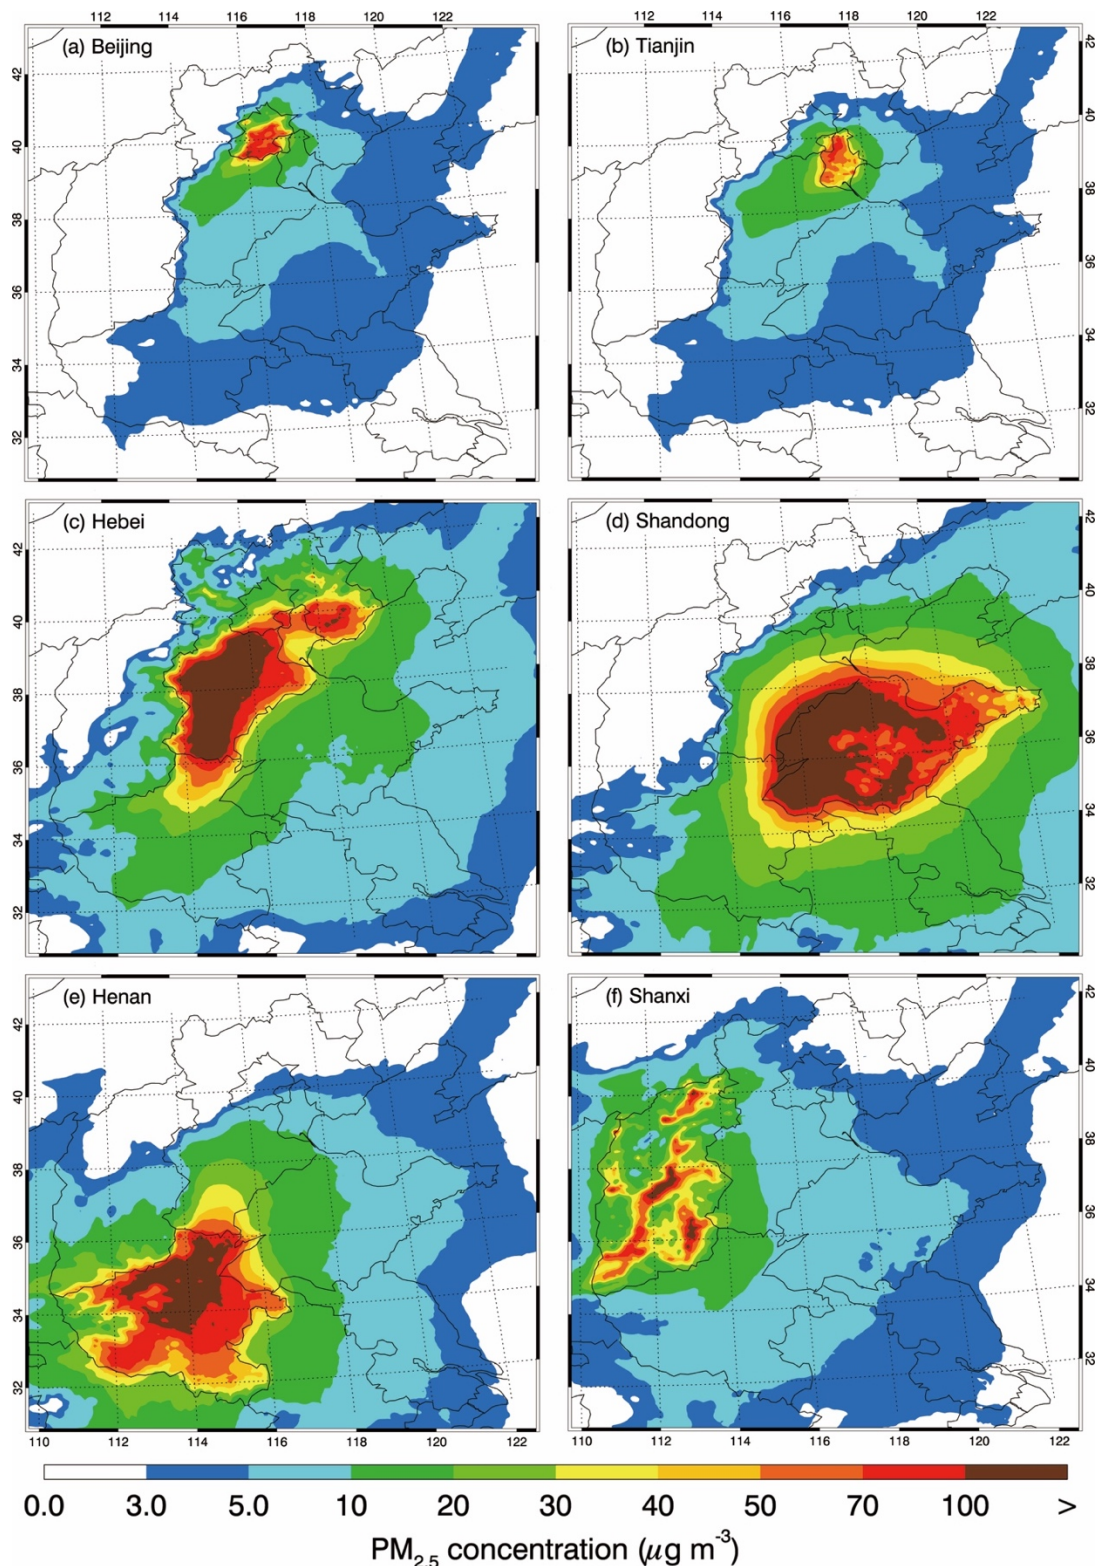 112 114 116 118 120 122 112 114 116 118 120 122
(a) Beijing (b) Tianjin
42 42
40 40
38 38
36 36
34 34
32 32
(c) Hebei (d) Shandong
42 42
40 40
38 38
36 36
34 34
32 32
(e) Henan (f) Shanxi
42 42
40 40
38 38
36 36
34 34
32 32
110 112 114 116 118 120 122 110 112 114 116 118 120 122
0.0 3.0 5.0 10 20 30 40 50 70 100 >
PM2.5 concentration (μg m-3)